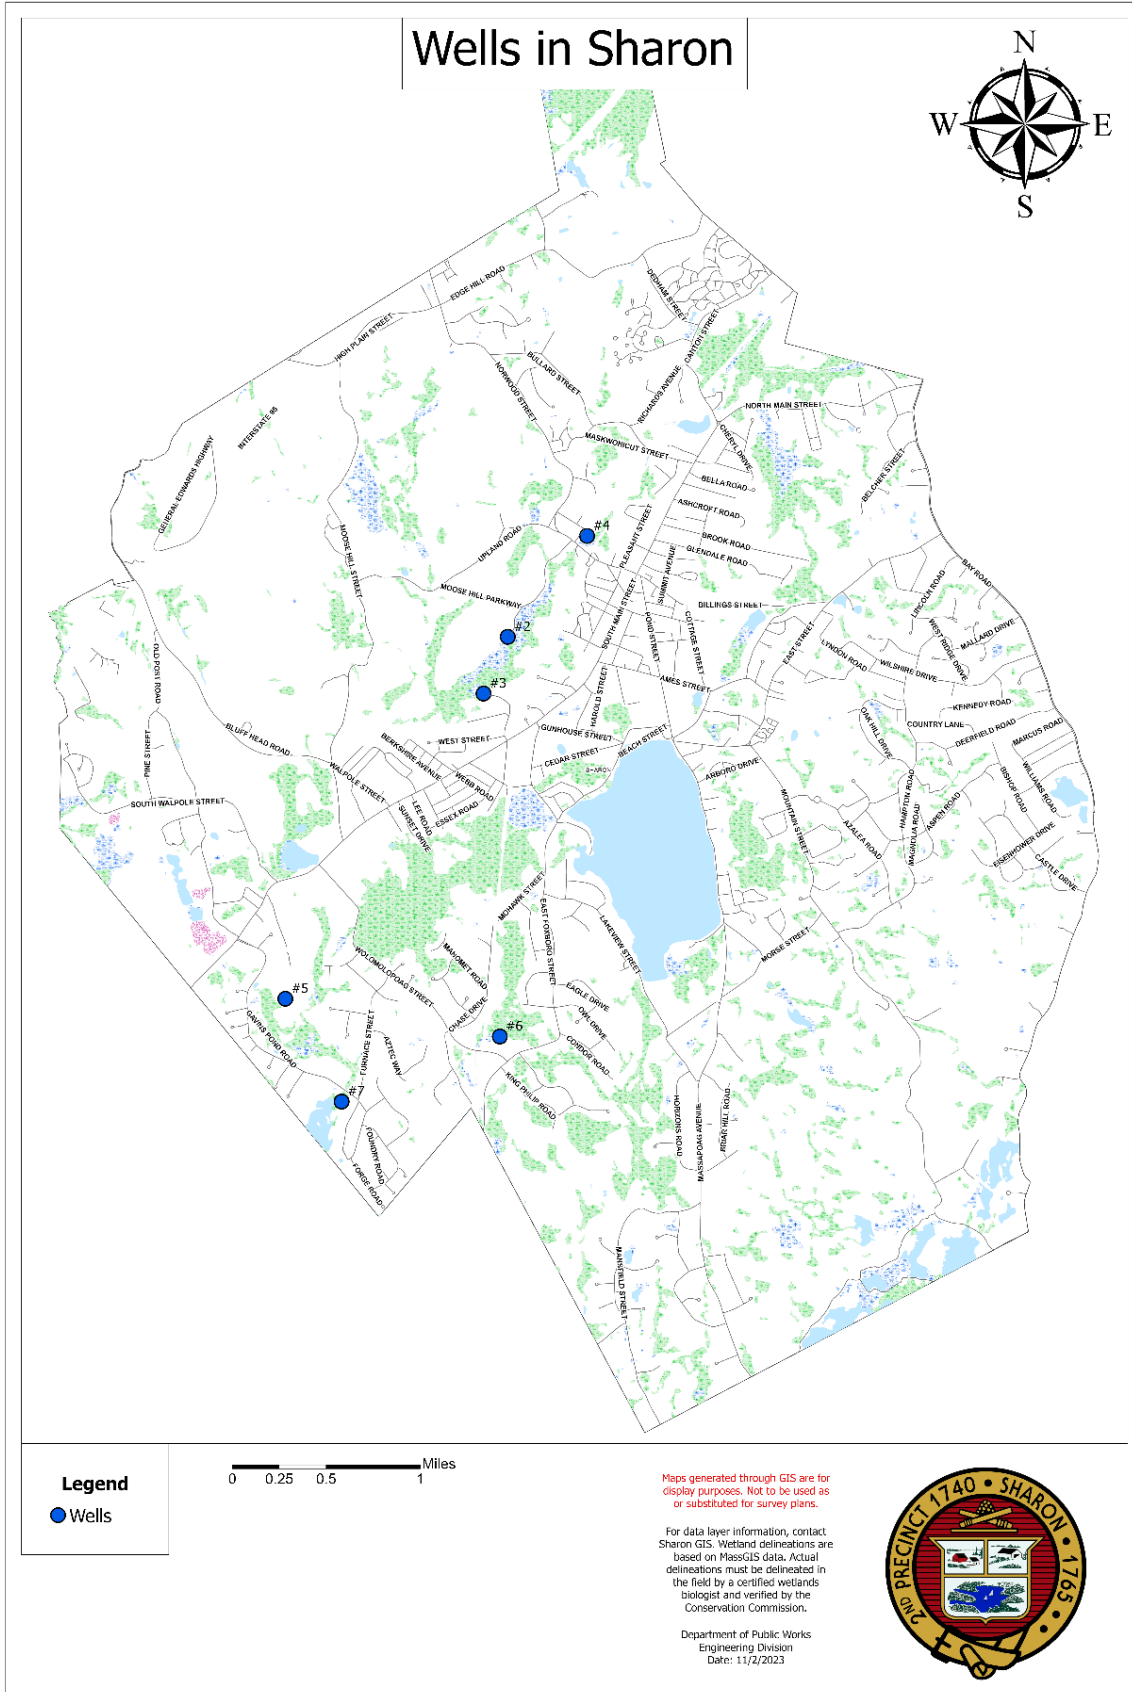 Wells in Sharon
N
W
E
S
DEDHAM STREET
EDGE HILL ROAD
HIGH PLAIN STREET
CANTON STREET
BULLARD STREET
NORWOOD STREET
RICHARDS AVENUE
NORTH MAIN STREET
INTERSTATE 95
CHERYL DRIVE
MASKWONICUT STREET
GENERAL EDWARDS HIGHWAY
BELCHER STREET
BELLA ROAD
ASHCROFT ROAD
#4
PLEASANT STREET
UPLAND ROAD
BROOK ROAD
MOOSE HILL STREET
GLENDALE ROAD
SUMMIT AVENUE
BAY ROAD
MOOSE HILL PARKWAY
LINCOLN ROAD
BILLINGS STREET
SOUTH MAIN STREET
POND STREET
COTTAGE STREET
#2
EAST STREET
WEST RIDGE DRIVE
MALLARD DRIVE
LYNDON ROAD
WILSHIRE DRIVE
OLD POST ROAD
AMES STREET
#3
HAROLD STREET
KENNEDY ROAD
OAK HILL DRIVE
COUNTRY LANE
DEERFIELD ROAD
MARCUS ROAD
BLUFF HEAD ROAD
PINE STREET
WEST STREET
GUNHOUSE STREET
BEACH STREET
BERKSHIRE AVENUE
CEDAR STREET
SHARON
ARBORO DRIVE
WALPOLE STREET
WEBB ROAD
WILLIAMS ROAD
BISHOP ROAD
SOUTH WALPOLE STREET
HAMPTON ROAD
MOUNTAIN STREET
ASPEN ROAD
LEE ROAD
ESSEX ROAD
SUNSET DRIVE
AZALEA ROAD
MAGNOLIA ROAD
EISENHOWER DRIVE
CASTLE DRIVE
MOHAWK STREET
EAST FOXBORO STREET
LAKEVIEW STREET
MORSE STREET
WOLOMOLOPOAG STREET
MAHOMET ROAD
#5
EAGLE DRIVE
CHASE DRIVE
OWL DRIVE
#6
GAVINS POND ROAD
FURNACE STREET
AZTEC WAY
CONDOR ROAD
KING PHILIP ROAD
#7
HORIZONS ROAD
MASSAPOAG AVENUE
BRIAR HILL ROAD
FOUNDRY ROAD
FORGE ROAD
MANSFIELD STREET
Legend
Wells
Miles
0 0.25 0.5 1
Maps generated through GIS are for
display purposes. Not to be used as
or substituted for survey plans.
For data layer information, contact
Sharon GIS. Wetland delineations are
based on MassGIS data. Actual
delineations must be delineated in
the field by a certified wetlands
biologist and verified by the
Conservation Commission.
Department of Public Works
Engineering Division
Date: 11/2/2023
2ND PRECINCT 1740 • SHARON • 1765 •